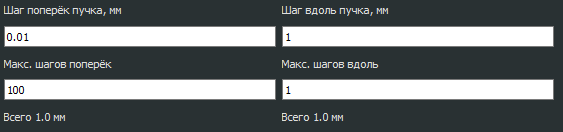 Шаг поперёк пучка, мм
Шаг вдоль пучка, мм
0.01
1
Макс. шагов поперёк
Макс. шагов вдоль
100
1
Всего 1.0 мм
Всего 1.0 мм